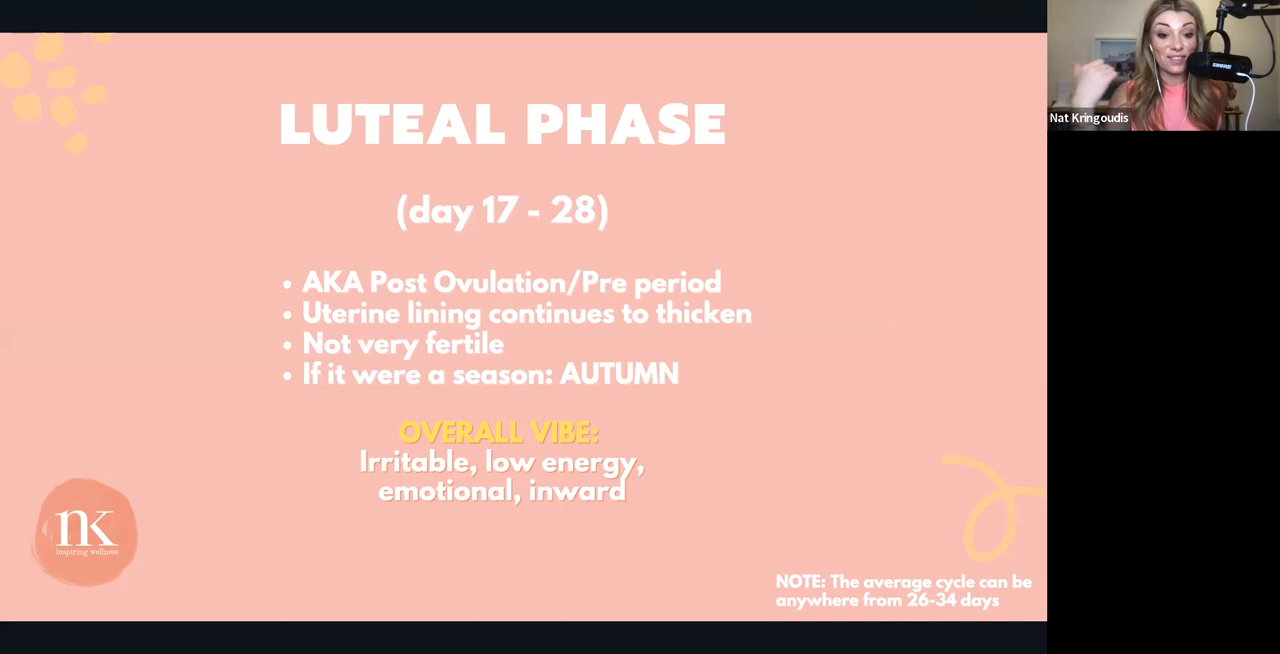 LUTEAL PHASE
(day 17 - 28)
• AKA Post Ovulation/Pre period
• Uterine lining continues to thicken
• Not very fertile
• If it were a season: AUTUMN
OVERALL VIBE:
Irritable, low energy,
emotional, inward
nk
inspiring wellness
NOTE: The average cycle can be
anywhere from 26-34 days
SHURE
Nat Kringoudis